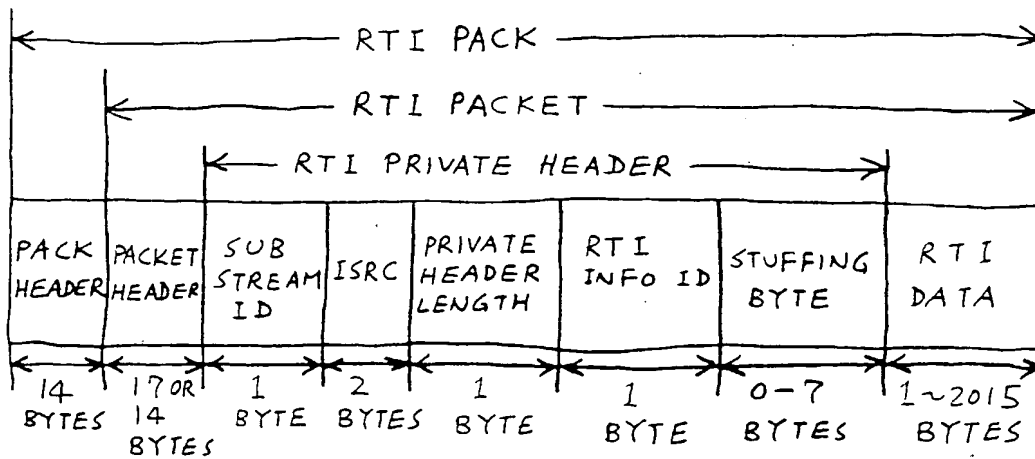 RTI PACK
RTI PACKET
RTI PRIVATE HEADER
PACK
HEADER
PACKET
HEADER
SUB
STREAM
ID
ISRC
PRIVATE
HEADER
LENGTH
RTI
INFO ID
STUFFING
BYTE
RTI
DATA
14
BYTES
17 OR
14
BYTES
1
BYTE
2
BYTES
1
BYTE
1
BYTE
0-7
BYTES
1~2015
BYTES